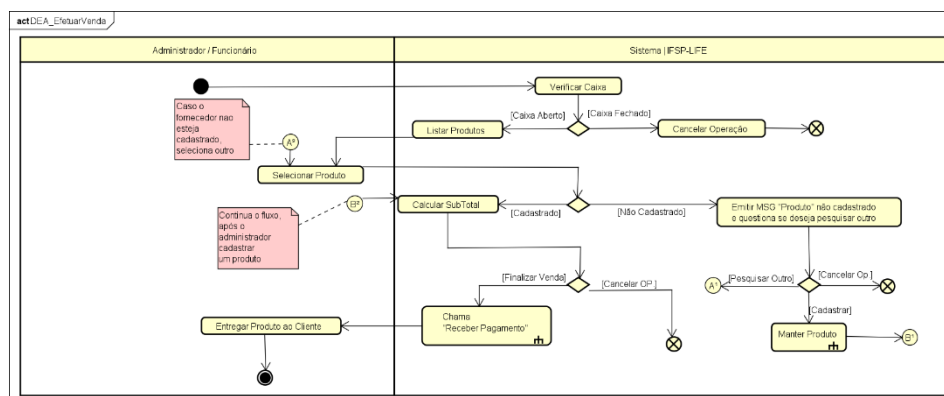 act DEA_EfetuarVenda
Administrador / Funcionário
Sistema | IFSP-LIFE
Verificar Caixa
[Caixa Aberto]
[Caixa Fechado]
Listar Produtos
Cancelar Operação
Caso o
fornecedor nao
esteja
cadastrado,
seleciona outro
Selecionar Produto
Calcular SubTotal
[Cadastrado]
[Não Cadastrado]
Emitir MSG "Produto" não cadastrado
e questiona se deseja pesquisar outro
Continua o fluxo,
após o
administrador
cadastrar
um produto
[Finalizar Venda]
[Cancelar OP.]
[Pesquisar Outro]
[Cancelar Op.]
[Cadastrar]
Chama
"Receber Pagamento"
Entregar Produto ao Cliente
Manter Produto